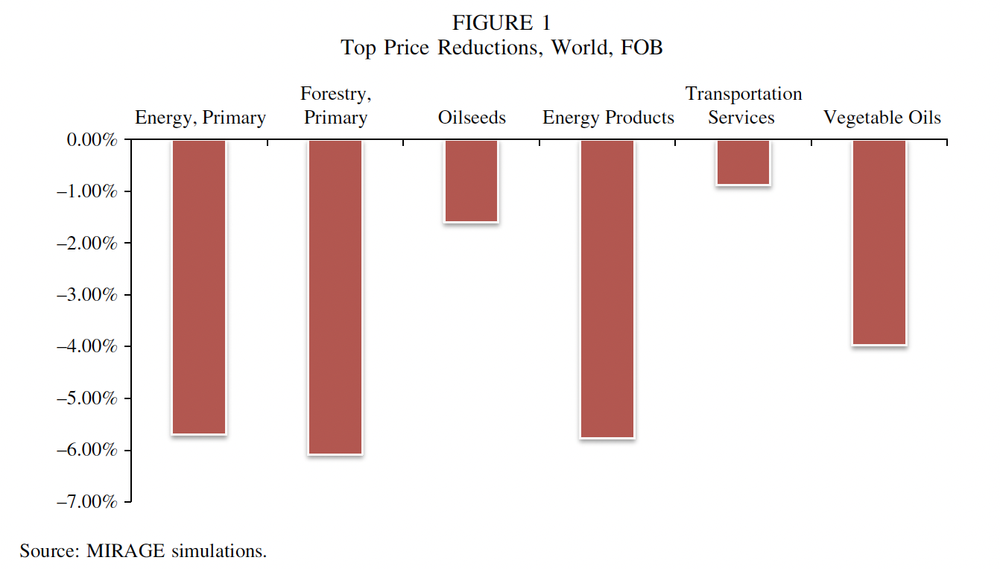 FIGURE 1
Top Price Reductions, World, FOB
Forestry,
Transportation
Energy, Primary
Primary
Oilseeds
Energy Products
Services
Vegetable Oils
0.00%
–1.00%
–2.00%
–3.00%
–4.00%
–5.00%
–6.00%
–7.00%
Source: MIRAGE simulations.